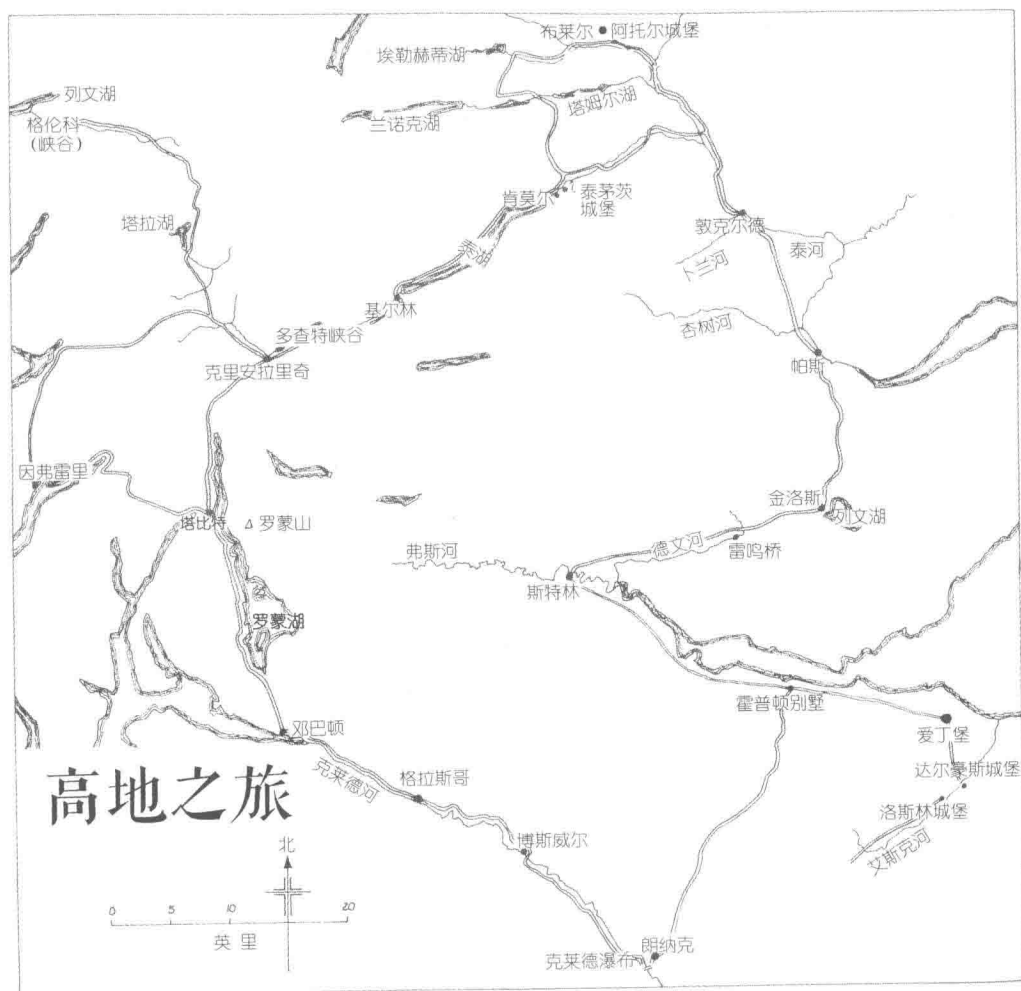 布莱尔
阿托尔城堡
埃勒赫蒂湖
列文湖
塔姆尔湖
兰诺克湖
格伦科
(峡谷)
肯莫尔
泰茅茨
城堡
塔拉湖
敦克尔德
泰河
泰湖
卞兰河
基尔林
杏树河
多查特峡谷
帕斯
克里安拉里奇
因弗雷里
金洛斯
列文湖
塔比特
罗蒙山
德文河
雷鸣桥
弗斯河
斯特林
罗蒙湖
霍普顿别墅
爱丁堡
邓巴顿
克莱德河
达尔豪斯城堡
格拉斯哥
洛斯林城堡
高地之旅
博斯威尔
艾斯克河
北
0 5 10 20
英里
朗纳克
克莱德瀑布